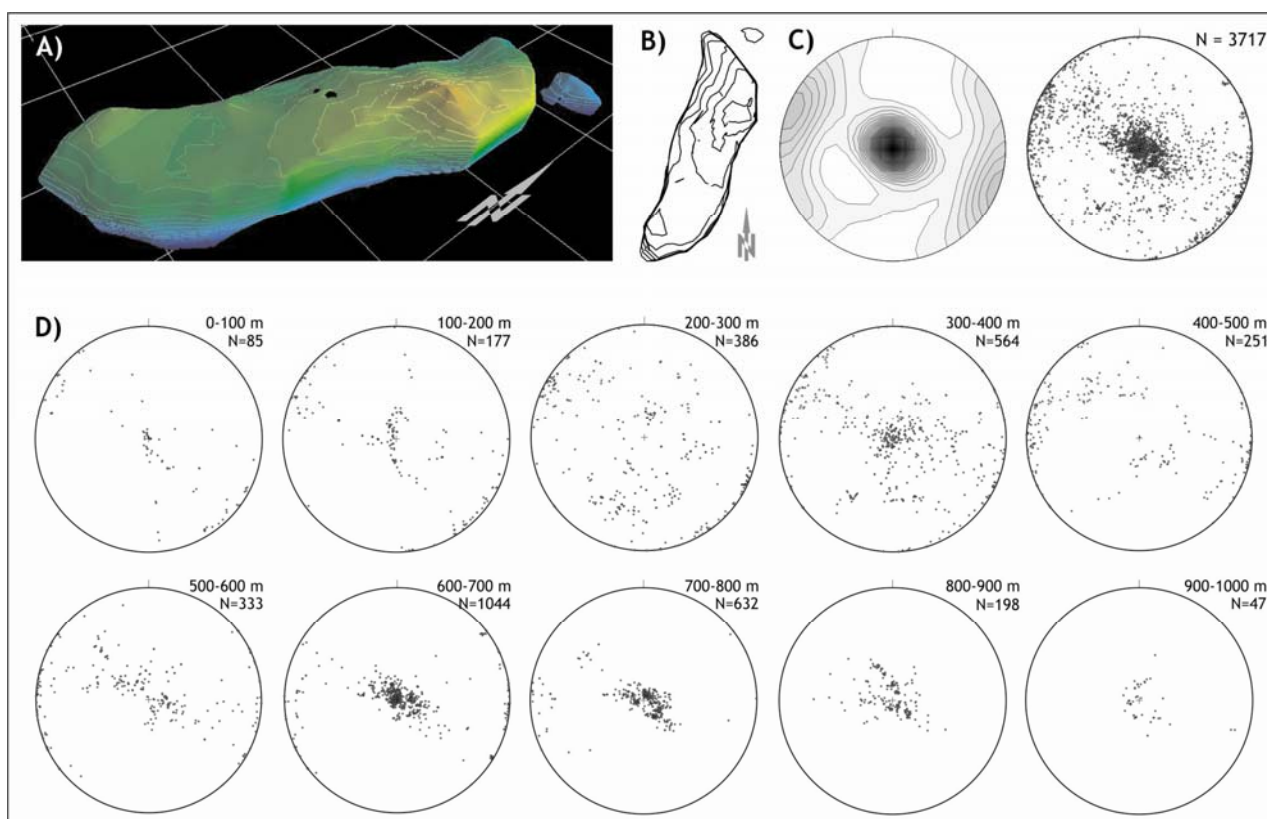 A)
B)
N
C)
N = 3717
D)
0-100 m
N=85
100-200 m
N=177
200-300 m
N=386
300-400 m
N=564
400-500 m
N=251
500-600 m
N=333
600-700 m
N=1044
700-800 m
N=632
800-900 m
N=198
900-1000 m
N=47